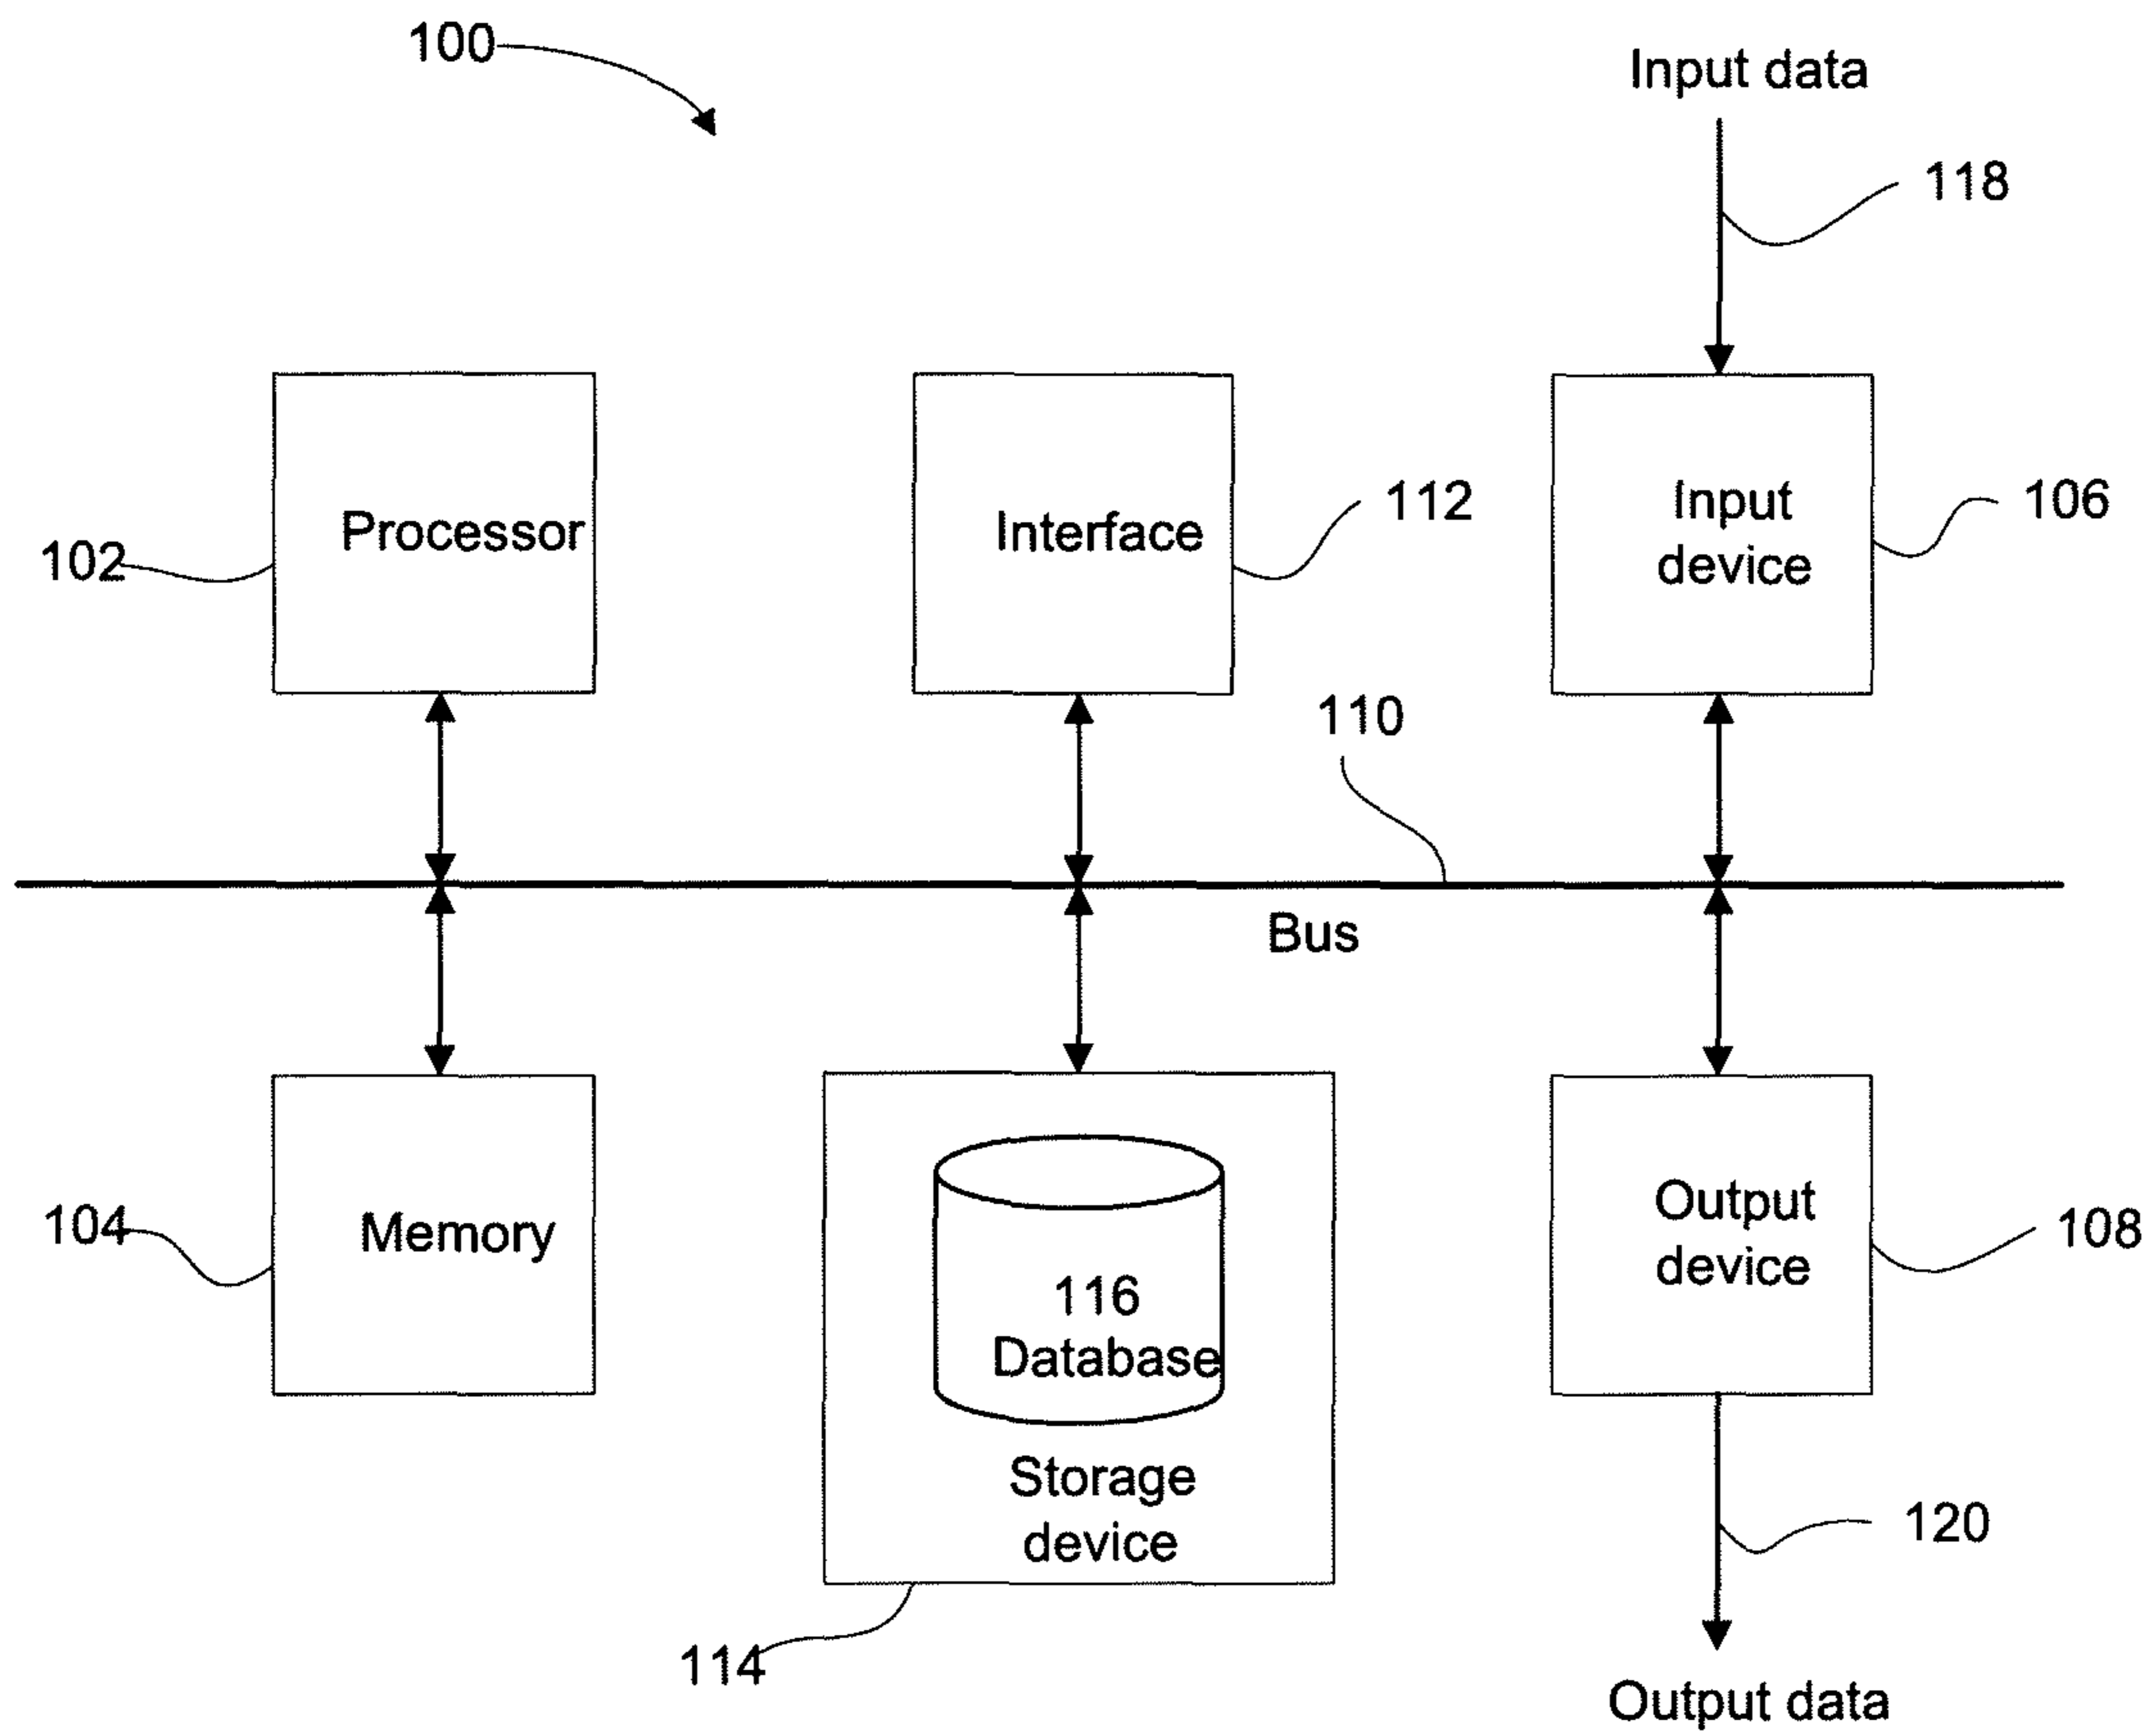 100
Input data
118
Processor
102
Interface
112
Input
device
106
110
Bus
Memory
104
116
Database
Storage
device
114
Output
device
108
120
Output data